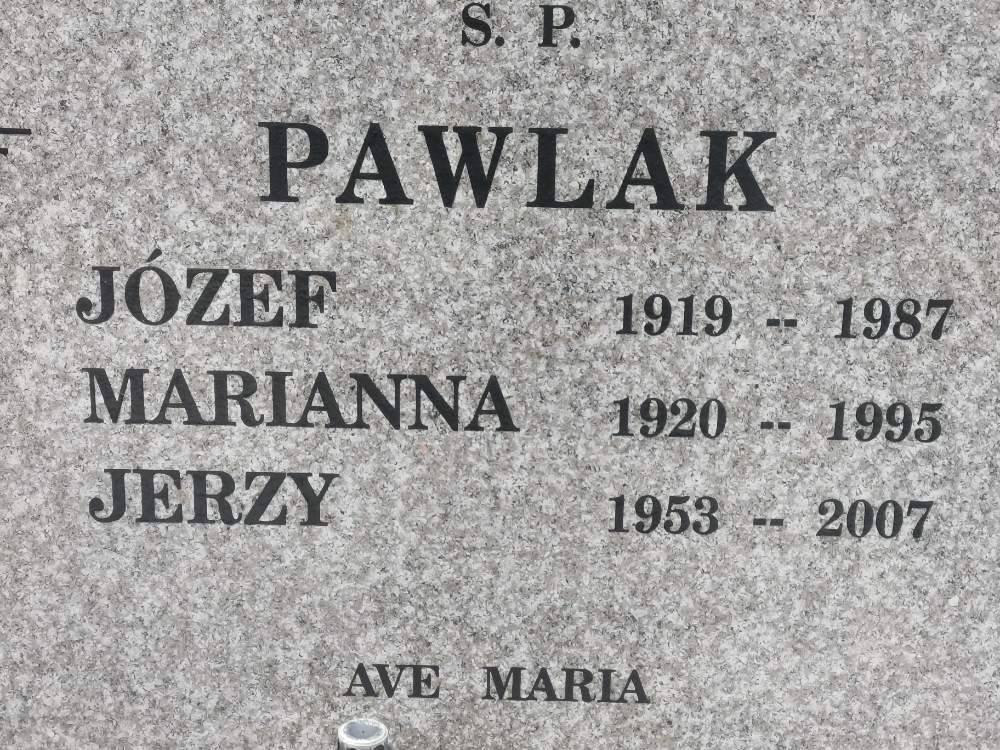 S. P.
PAWLAK
JÓZEF 1919 -- 1987
MARIANNA 1920 -- 1995
JERZY 1953 -- 2007
AVE MARIA